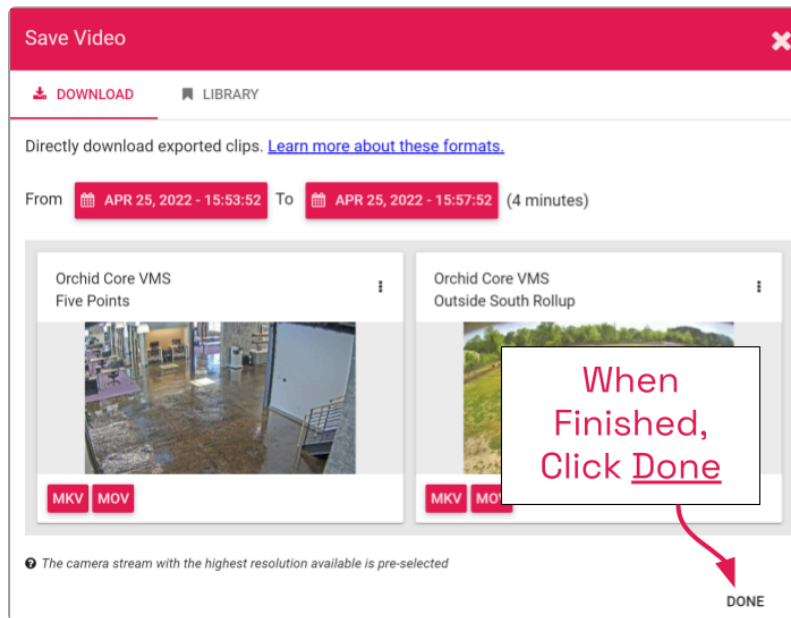 Save Video
DOWNLOAD
LIBRARY
Directly download exported clips. Learn more about these formats.
From APR 25, 2022 - 15:53:52 To APR 25, 2022 - 15:57:52 (4 minutes)
Orchid Core VMS
Five Points
Orchid Core VMS
Outside South Rollup
When
Finished,
Click Done
MKV MOV
MKV MOV
The camera stream with the highest resolution available is pre-selected
DONE